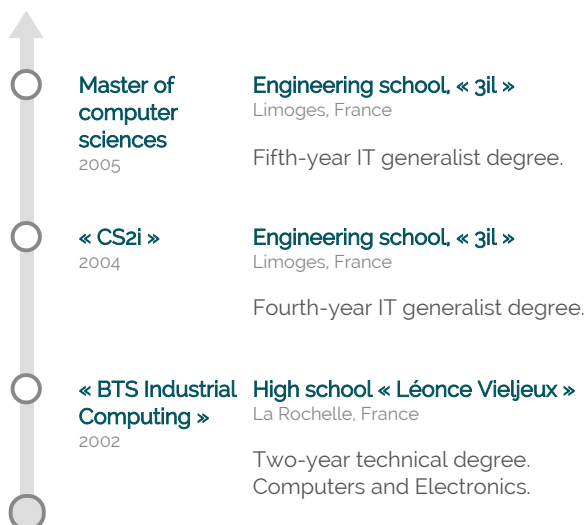 Master of
computer
sciences
2005
Engineering school, « 3il »
Limoges, France
Fifth-year IT generalist degree.
« CS2i »
2004
Engineering school, « 3il »
Limoges, France
Fourth-year IT generalist degree.
« BTS Industrial
Computing »
2002
High school « Léonce Vieljeux »
La Rochelle, France
Two-year technical degree.
Computers and Electronics.